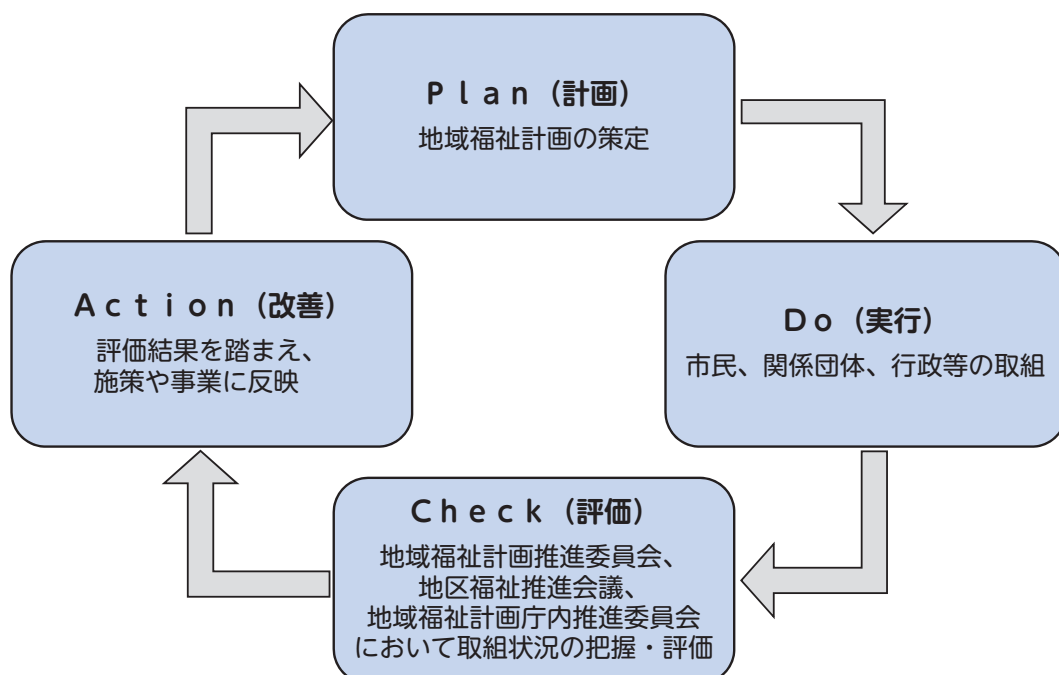 Plan（計画）
地域福祉計画の策定
Do（実行）
市民、関係団体、行政等の取組
Check（評価）
地域福祉計画推進委員会、
地区福祉推進会議、
地域福祉計画庁内推進委員会
において取組状況の把握・評価
Action（改善）
評価結果を踏まえ、
施策や事業に反映